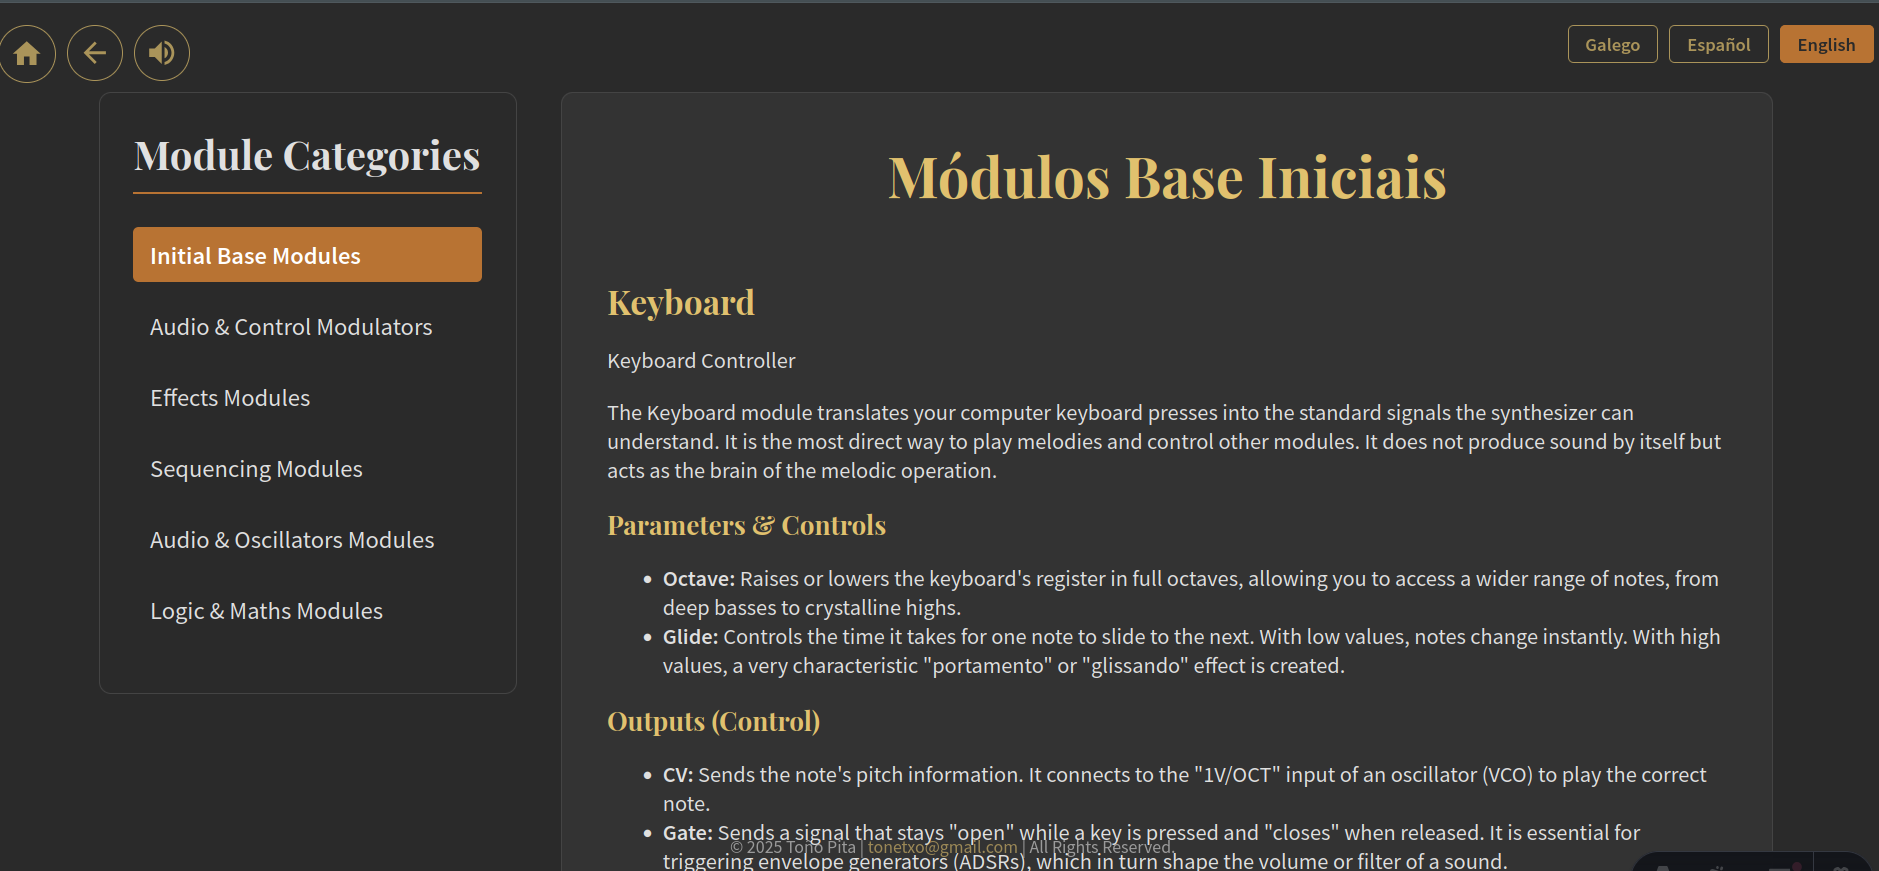 Galego
Español
English
Module Categories
Initial Base Modules
Audio & Control Modulators
Effects Modules
Sequencing Modules
Audio & Oscillators Modules
Logic & Maths Modules
Módulos Base Iniciais
Keyboard
Keyboard Controller
The Keyboard module translates your computer keyboard presses into the standard signals the synthesizer can
understand. It is the most direct way to play melodies and control other modules. It does not produce sound by itself but
acts as the brain of the melodic operation.
Parameters & Controls
• Octave: Raises or lowers the keyboard's register in full octaves, allowing you to access a wider range of notes, from
deep basses to crystalline highs.
• Glide: Controls the time it takes for one note to slide to the next. With low values, notes change instantly. With high
values, a very characteristic "portamento" or "glissando" effect is created.
Outputs (Control)
• CV: Sends the note's pitch information. It connects to the "1V/OCT" input of an oscillator (VCO) to play the correct
note.
• Gate: Sends a signal that stays "open" while a key is pressed and "closes" when released. It is essential for
© 2025 Toño Pita | tonetxo@gmail.com | All Rights Reserved.
triggering envelope generators (ADSRs), which in turn shape the volume or filter of a sound.